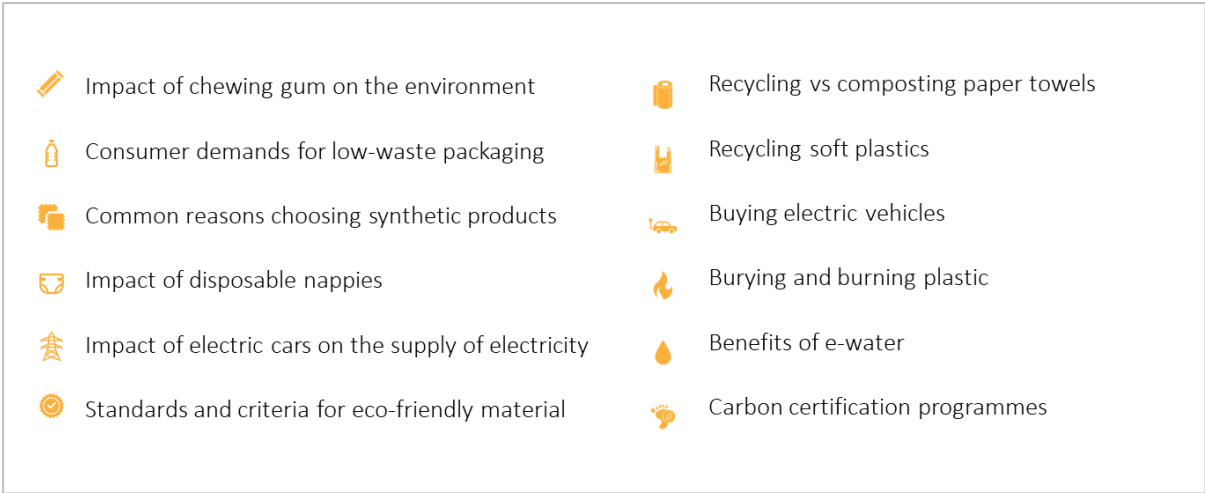 Impact of chewing gum on the environment
Consumer demands for low-waste packaging
Common reasons choosing synthetic products
Impact of disposable nappies
Impact of electric cars on the supply of electricity
Standards and criteria for eco-friendly material
Recycling vs composting paper towels
Recycling soft plastics
Buying electric vehicles
Burying and burning plastic
Benefits of e-water
Carbon certification programmes